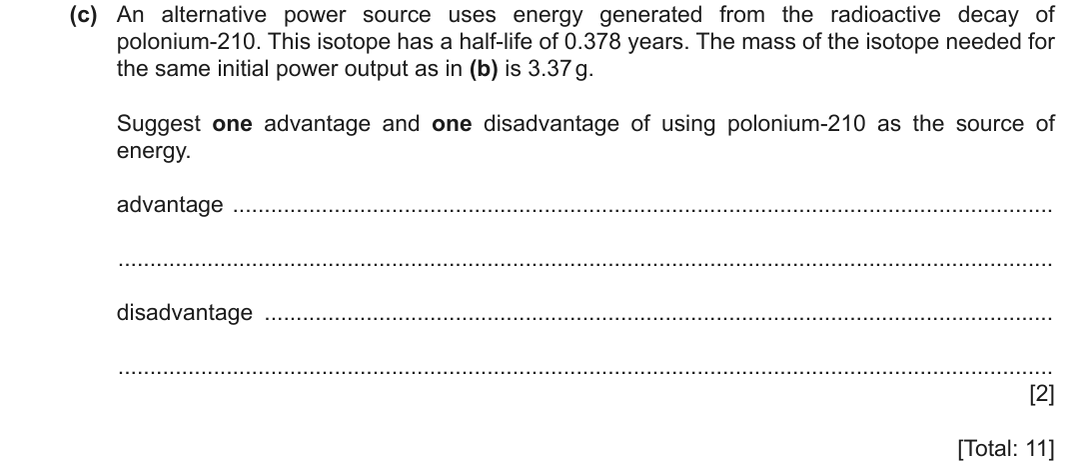 (c) An alternative power source uses energy generated from the radioactive decay of
polonium-210. This isotope has a half-life of 0.378 years. The mass of the isotope needed for
the same initial power output as in (b) is 3.37 g.
Suggest one advantage and one disadvantage of using polonium-210 as the source of
energy.
advantage ..........................................................................................................................
..........................................................................................................................................
disadvantage .....................................................................................................................
..........................................................................................................................................
[2]
[Total: 11]